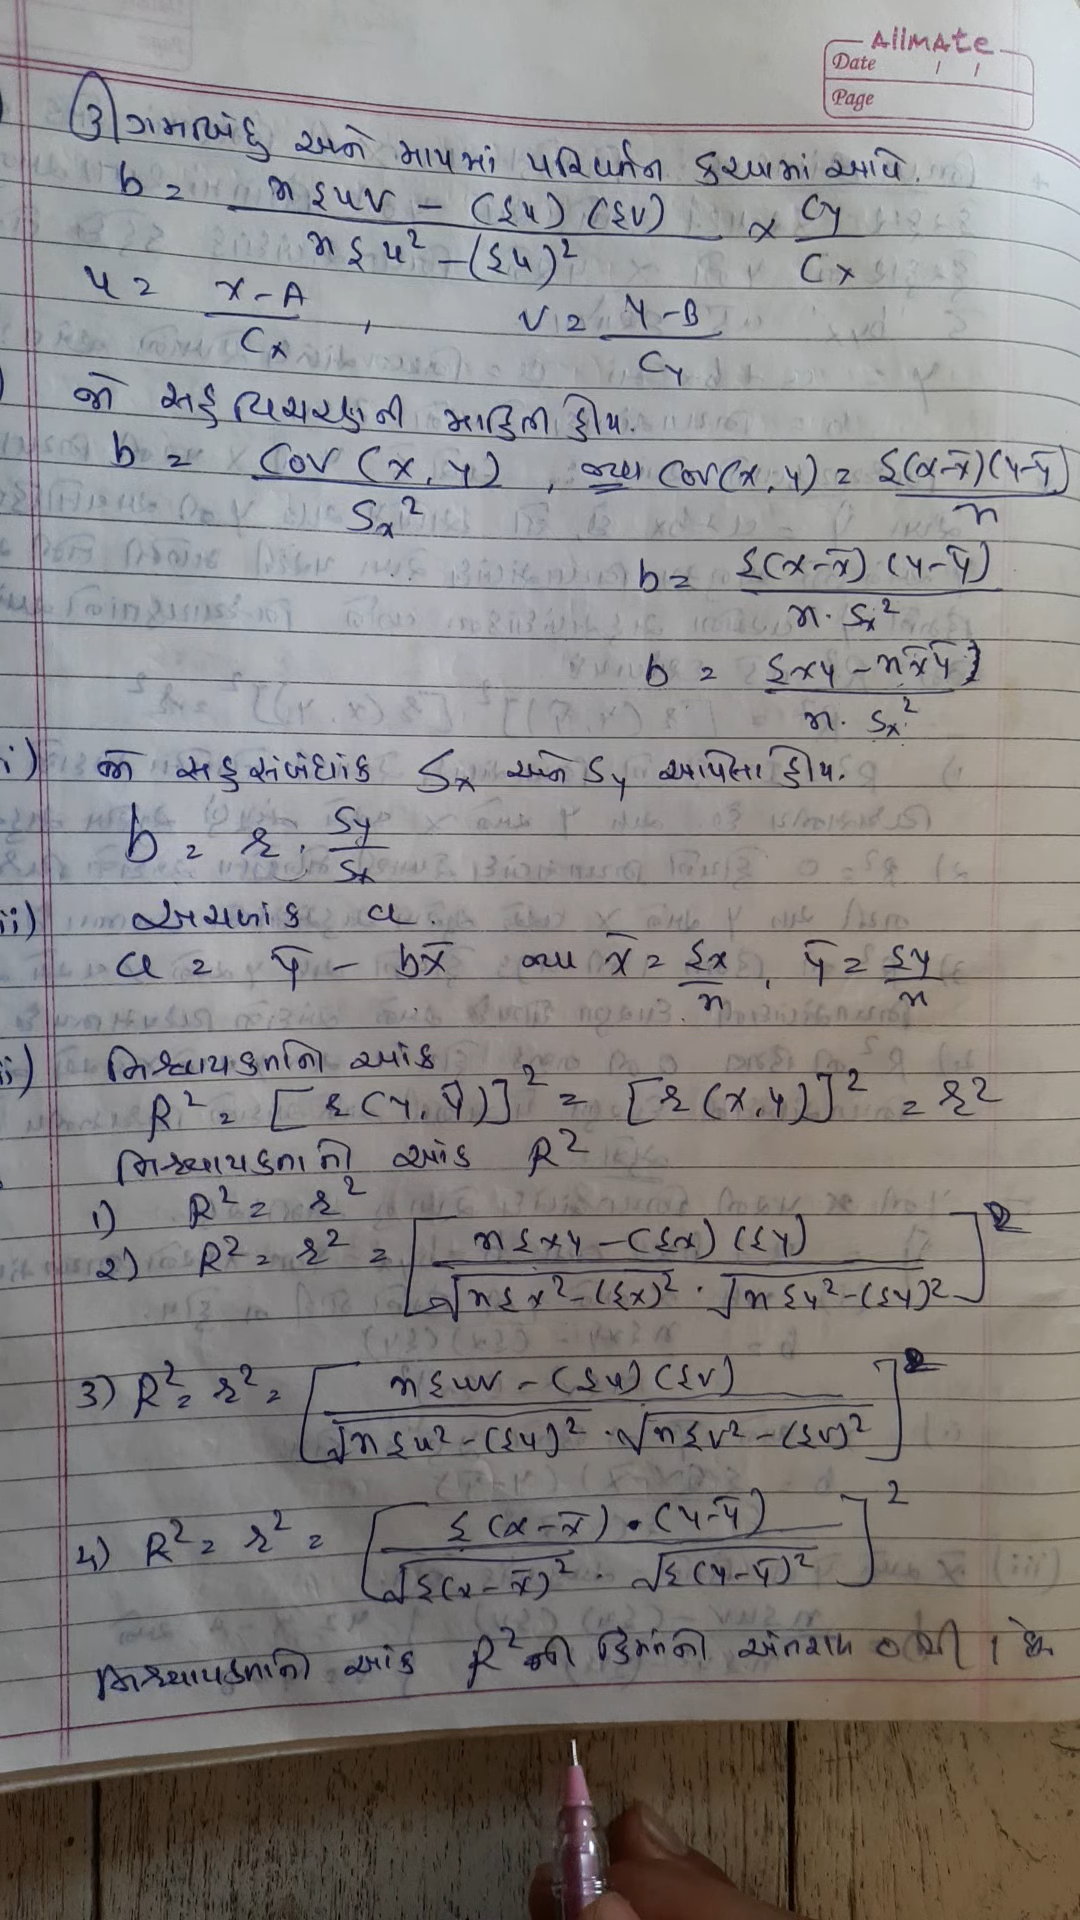 AllMAte
Date / /
Page
③ ગમબિંદુ અને માપમાં પરિવર્તન કરવામાં આવે.
b = nΣuv - (Σu) (Σv) / nΣu² - (Σu)² × Cy / Cx
u = x-A / Cx , v = y-B / Cy
જો સહવિચરણની માહિતી હોય.
b = Cov (x, y) / Sx² , જ્યાં Cov(x, y) = Σ(x-x̄)(y-ȳ) / n
b = Σ(x-x̄) (y-ȳ) / n. Sx²
b = Σxy - nx̄ȳ / n. Sx²
i) જો સહસંબંધાંક Sx અને Sy આપેલા હોય.
b = r. Sy / Sx
ii) અચળાંક a.
a = ȳ - bx̄ જ્યાં x̄ = Σx / n , ȳ = Σy / n
ii) નિશ્ચાયકતાનો આંક
R² = [r (y, ŷ)]² = [r (x, y)]² = r²
નિશ્ચાયકતાનો આંક R²
1) R² = r²
2) R² = r² = [nΣxy - (Σx) (Σy) / √nΣx² - (Σx)² . √nΣy² - (Σy)²]²
3) R² = r² = [nΣuv - (Σu) (Σv) / √nΣu² - (Σu)² . √nΣv² - (Σv)²]²
4) R² = r² = [Σ (x-x̄) . (y-ȳ) / √Σ(x-x̄)² . √Σ(y-ȳ)²]²
નિશ્ચાયકતાનો આંક R² ની કિંમતનો 0 થી 1 છે